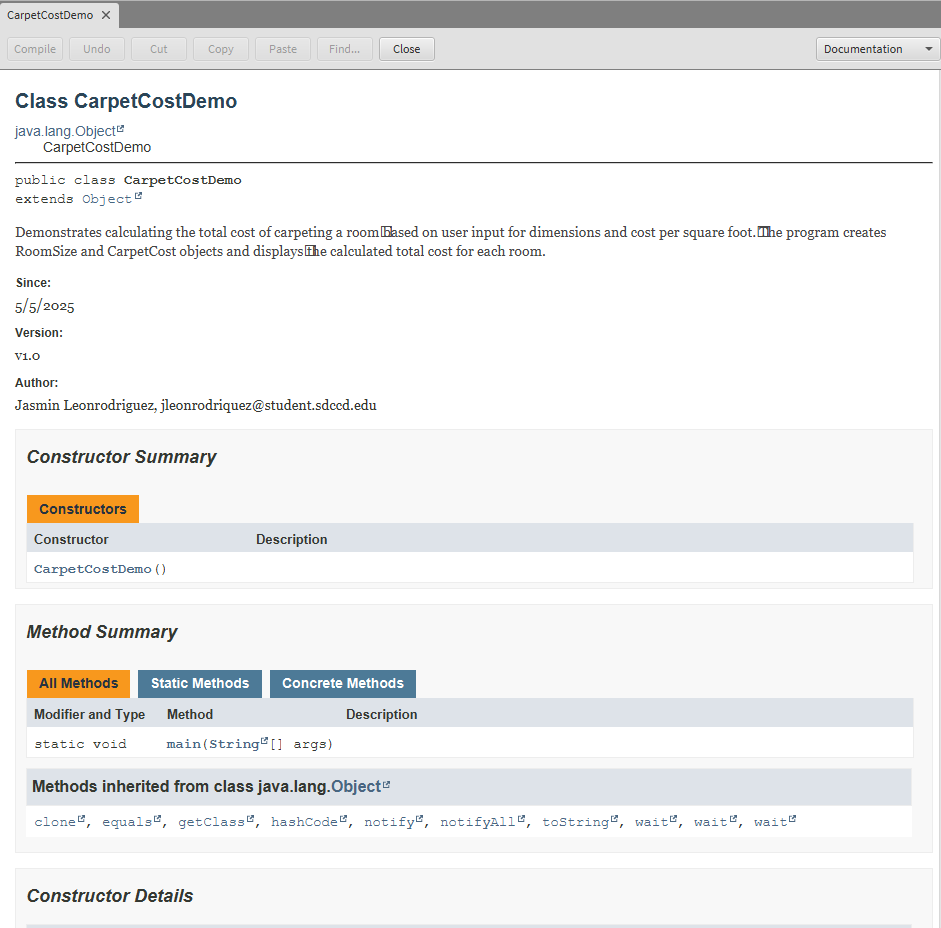 CarpetCostDemo ✕
Compile Undo Cut Copy Paste Find... Close Documentation
Class CarpetCostDemo
java.lang.Object
CarpetCostDemo
public class CarpetCostDemo
extends Object
Demonstrates calculating the total cost of carpeting a room based on user input for dimensions and cost per square foot. The program creates
RoomSize and CarpetCost objects and displays the calculated total cost for each room.
Since:
5/5/2025
Version:
v1.0
Author:
Jasmin Leonrodriguez, jleonrodriquez@student.sdccd.edu
Constructor Summary
Constructors
Constructor Description
CarpetCostDemo()
Method Summary
All Methods Static Methods Concrete Methods
Modifier and Type Method Description
static void main(String[] args)
Methods inherited from class java.lang.Object
clone, equals, getClass, hashCode, notify, notifyAll, toString, wait, wait, wait
Constructor Details